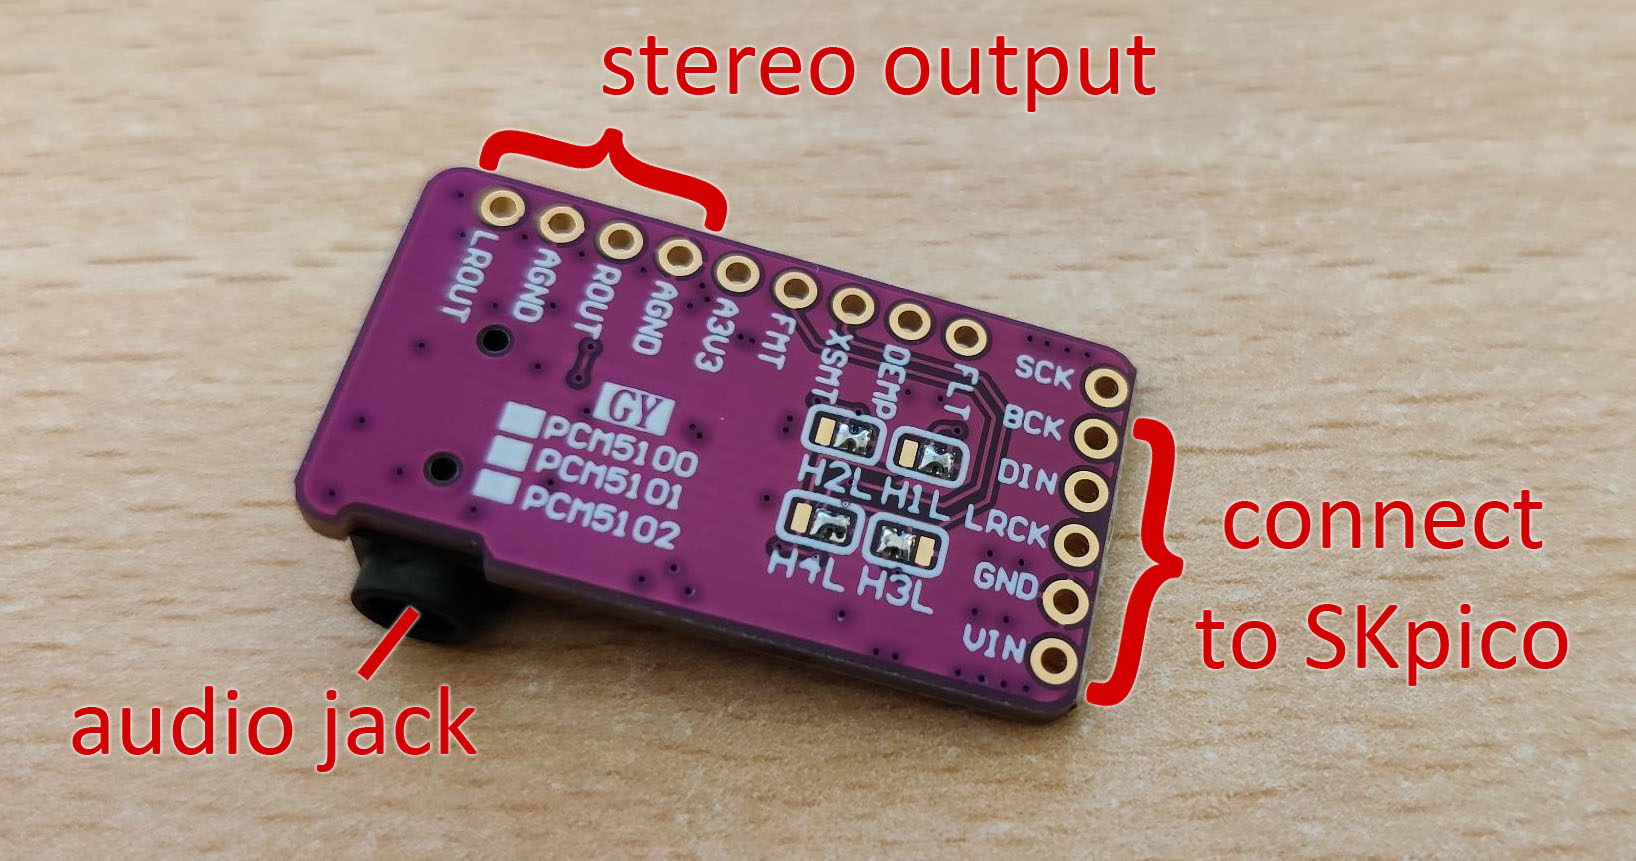 stereo output
LROUT
AGND
ROUT
AGND
A3V3
FMT
XSMT
DEMP
FLT
SCK
BCK
DIN
LRCK
GND
VIN
GY
PCM5100
PCM5101
PCM5102
H2L
H1L
H4L
H3L
connect
to SKpico
audio jack